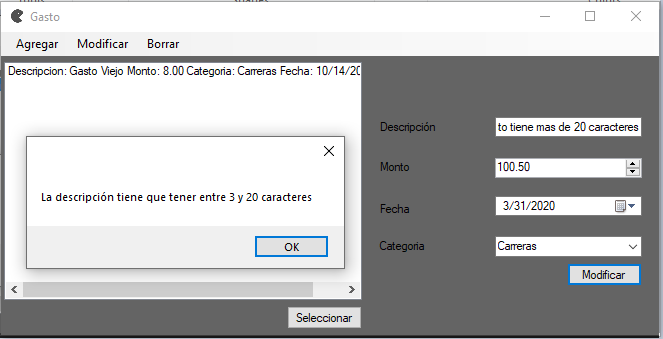 Gasto
Agregar Modificar Borrar
Descripcion: Gasto Viejo Monto: 8.00 Categoria: Carreras Fecha: 10/14/20
La descripción tiene que tener entre 3 y 20 caracteres
OK
Seleccionar
Descripción to tiene mas de 20 caracteres
Monto 100.50
Fecha 3/31/2020
Categoria Carreras
Modificar